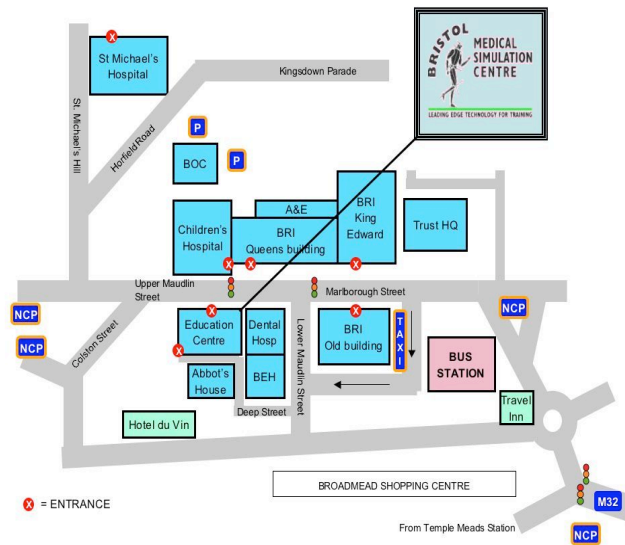 BRISTOL
MEDICAL
SIMULATION
CENTRE
LEADING EDGE TECHNOLOGY FOR TRAINING
X
St Michael's
Hospital
Kingsdown Parade
St. Michael's Hill
Horfield Road
P
P
BOC
A&E
BRI
Queens building
BRI
King
Edward
Children's
Hospital
Trust HQ
X
X
X
Upper Maudlin
Street
Marlborough Street
NCP
NCP
NCP
Colston Street
X
Education
Centre
X
Dental
Hosp
Lower Maudlin Street
X
BRI
Old building
TAXI
BUS
STATION
Abbot's
House
BEH
Deep Street
Travel
Inn
Hotel du Vin
BROADMEAD SHOPPING CENTRE
X = ENTRANCE
M32
From Temple Meads Station
NCP